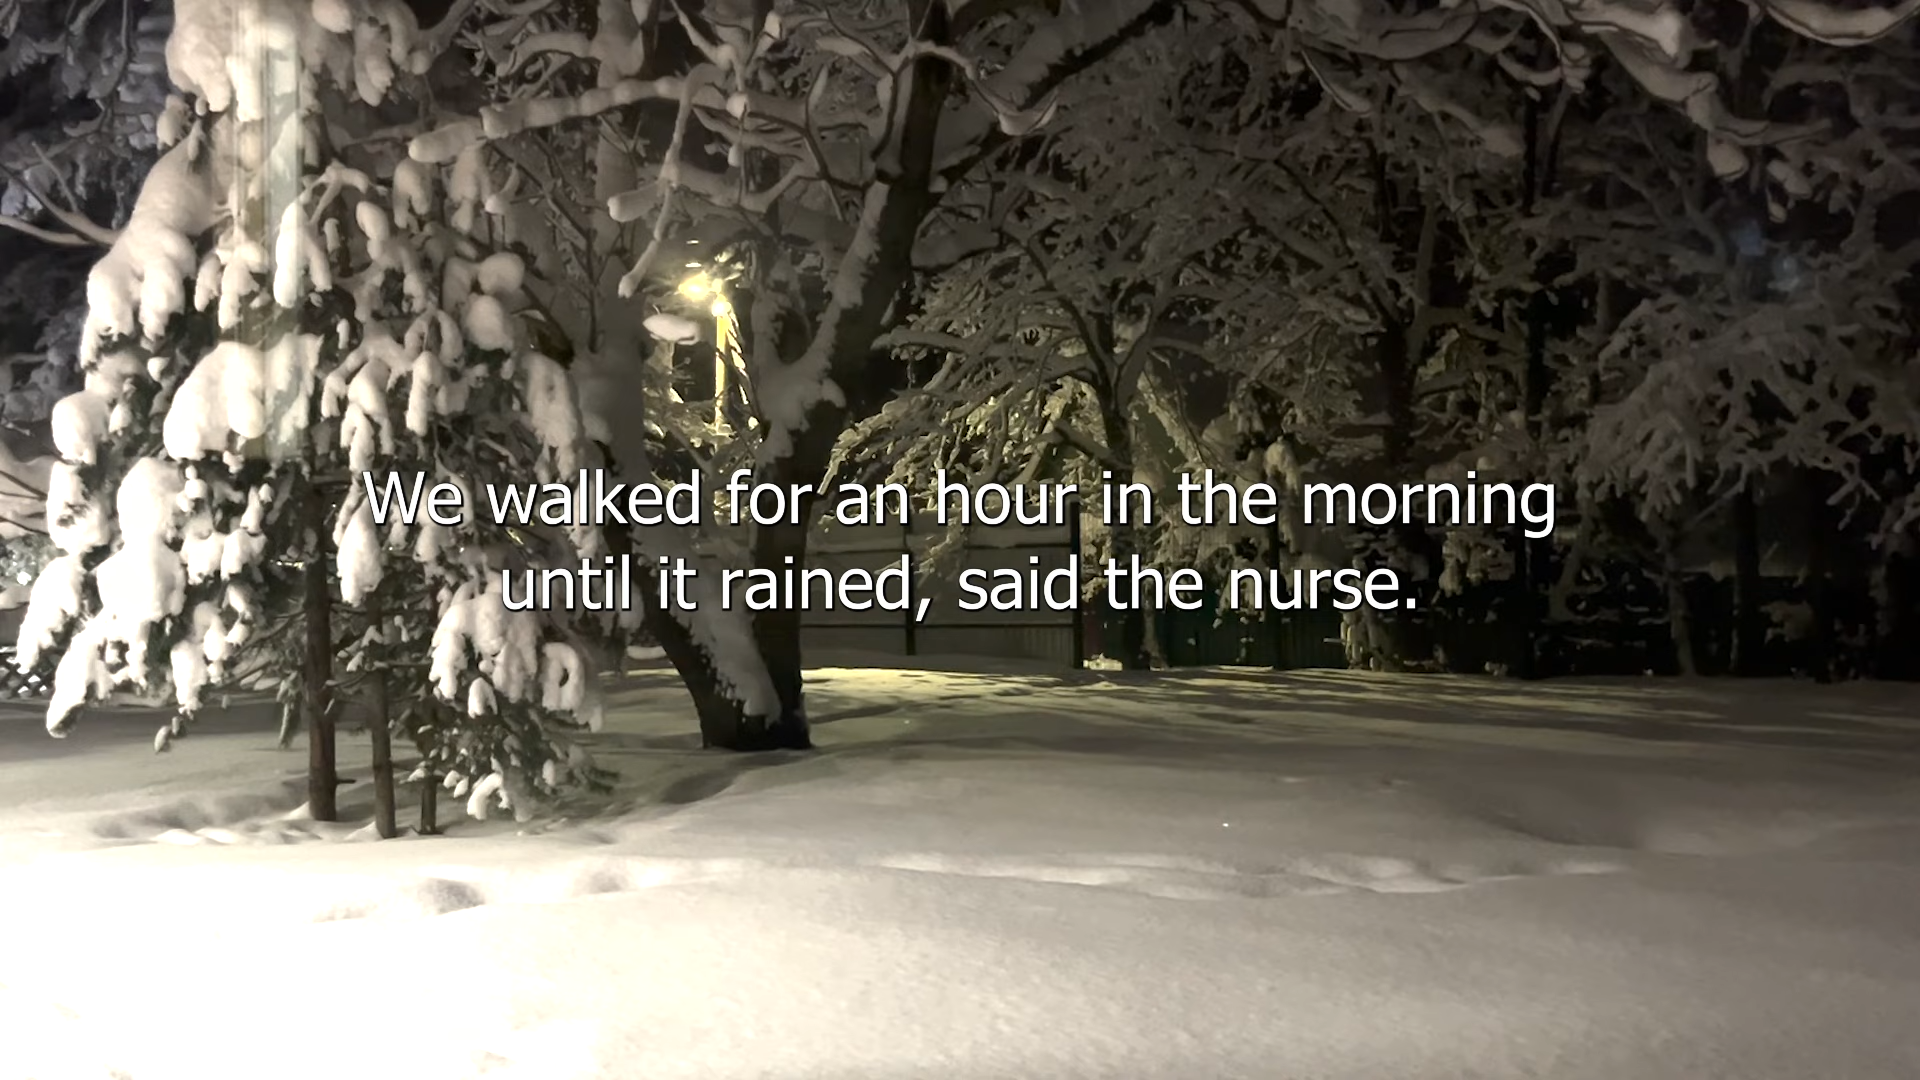 We walked for an hour in the morning
until it rained, said the nurse.